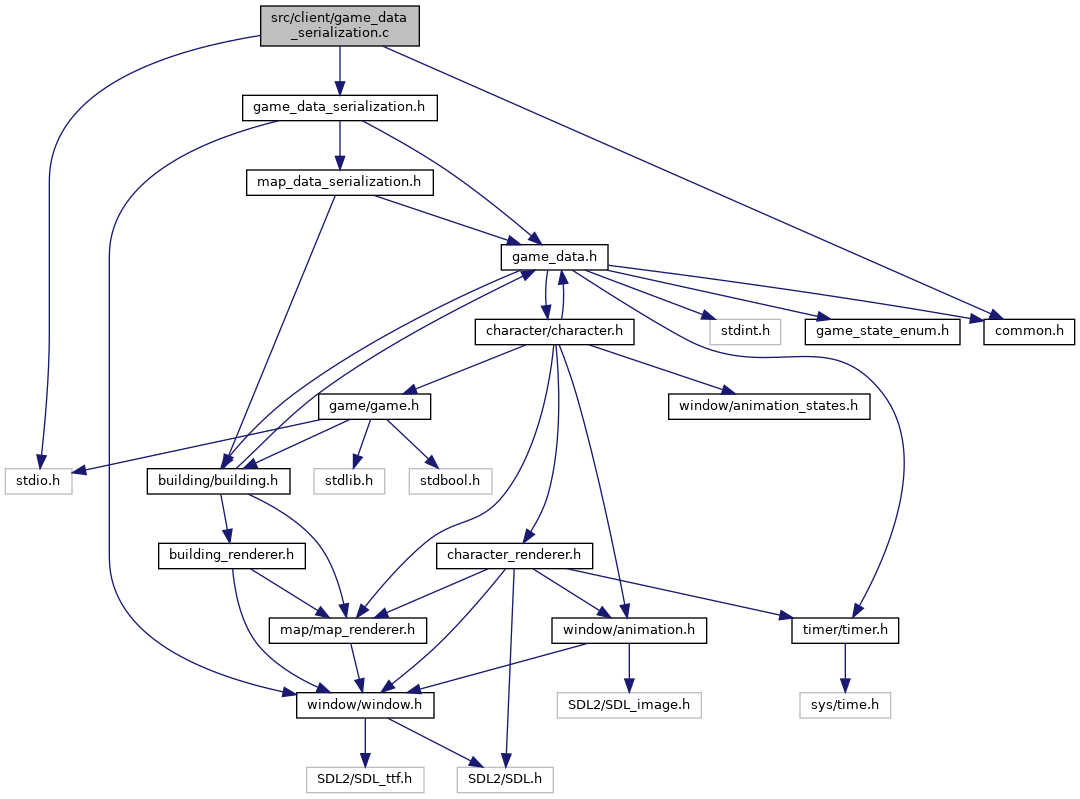 src/client/game_data
_serialization.c
game_data_serialization.h
map_data_serialization.h
game_data.h
character/character.h
stdint.h
game_state_enum.h
common.h
game/game.h
window/animation_states.h
stdio.h
building/building.h
stdlib.h
stdbool.h
building_renderer.h
character_renderer.h
map/map_renderer.h
window/animation.h
timer/timer.h
window/window.h
SDL2/SDL_image.h
sys/time.h
SDL2/SDL_ttf.h
SDL2/SDL.h